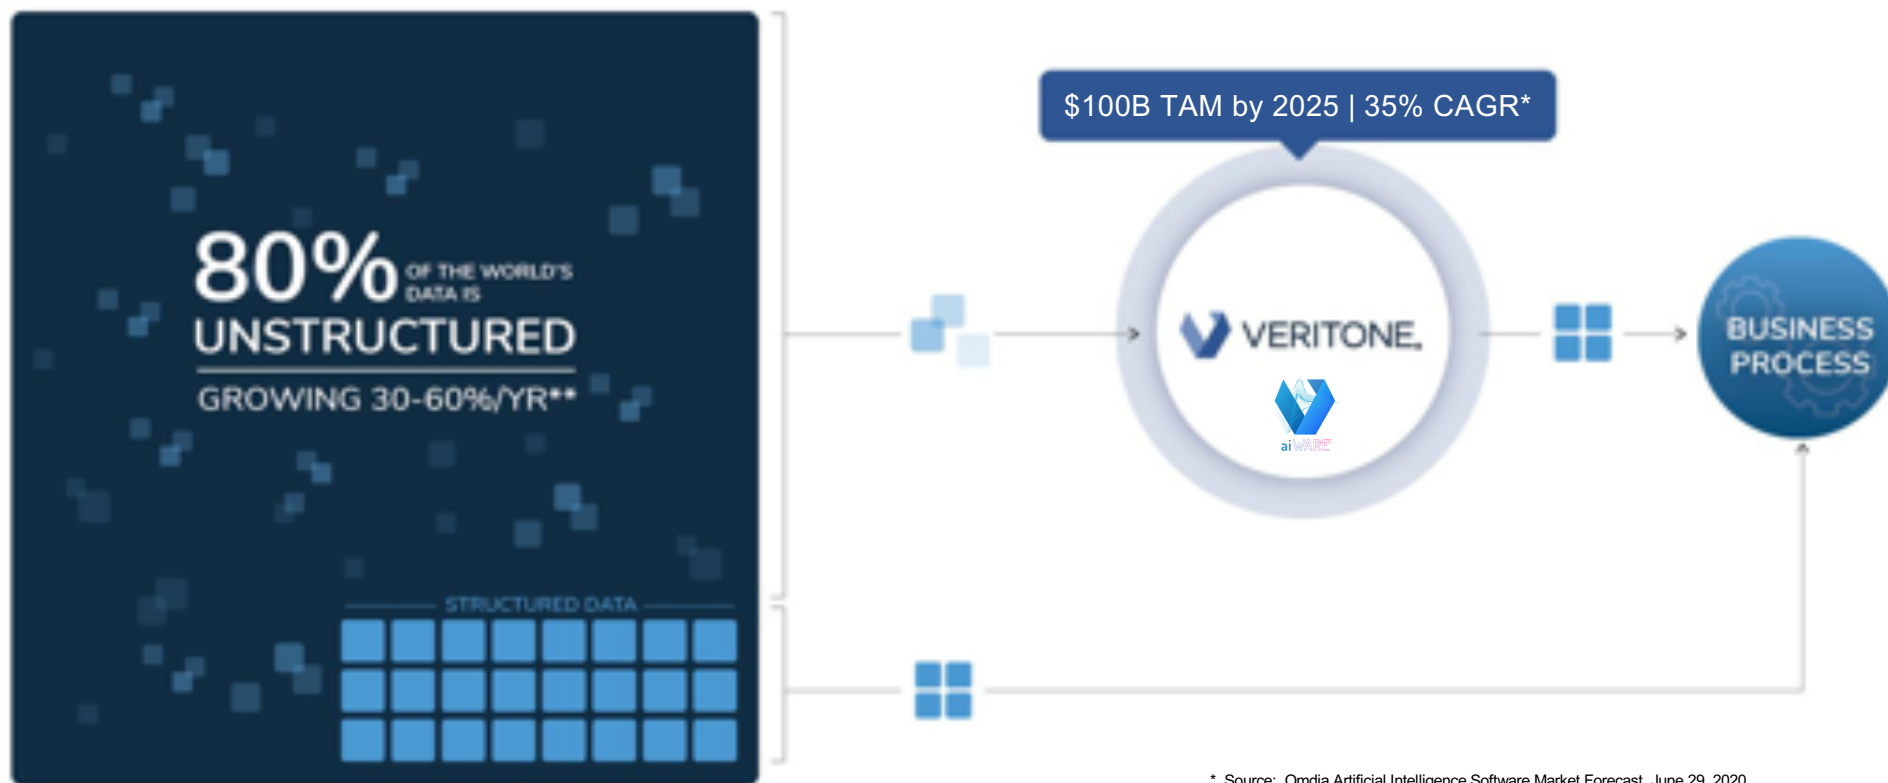 80% OF THE WORLD'S
DATA IS
UNSTRUCTURED
GROWING 30-60%/YR**
STRUCTURED DATA
$100B TAM by 2025 | 35% CAGR*
VERITONE.
aiWARE
BUSINESS
PROCESS
* Source: Omdia Artificial Intelligence Software Market Forecast, June 29, 2020